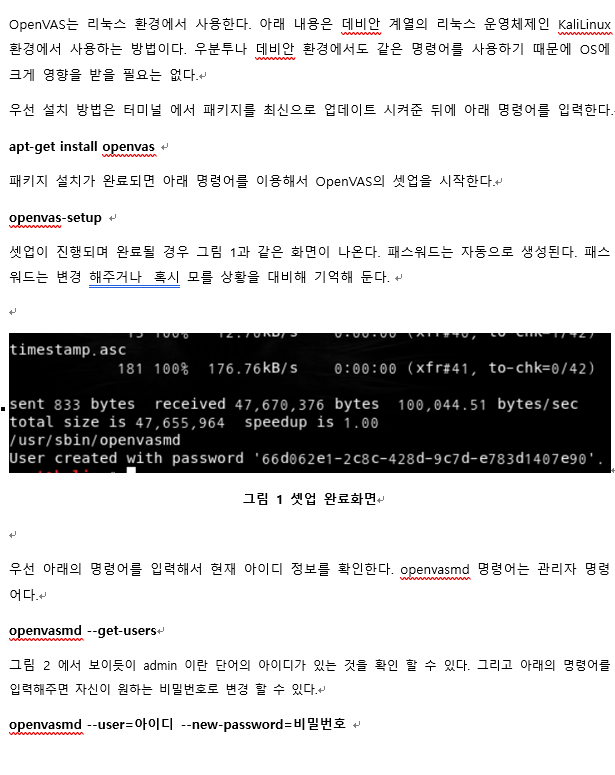 OpenVAS는 리눅스 환경에서 사용한다. 아래 내용은 데비안 계열의 리눅스 운영체제인 KaliLinux
환경에서 사용하는 방법이다. 우분투나 데비안 환경에서도 같은 명령어를 사용하기 때문에 OS에
크게 영향을 받을 필요는 없다.
우선 설치 방법은 터미널 에서 패키지를 최신으로 업데이트 시켜준 뒤에 아래 명령어를 입력한다.
apt-get install openvas
패키지 설치가 완료되면 아래 명령어를 이용해서 OpenVAS의 셋업을 시작한다.
openvas-setup
셋업이 진행되며 완료될 경우 그림 1과 같은 화면이 나온다. 패스워드는 자동으로 생성된다. 패스
워드는 변경 해주거나 혹시 모를 상황을 대비해 기억해 둔다.
timestamp.asc
181 100% 176.76kB/s 0:00:00 (xfr#41, to-chk=0/42)
sent 833 bytes received 47,670,376 bytes 100,044.51 bytes/sec
total size is 47,655,964 speedup is 1.00
/usr/sbin/openvasmd
User created with password '66d062e1-2c8c-428d-9c7d-e783d1407e90'.
그림 1 셋업 완료화면
우선 아래의 명령어를 입력해서 현재 아이디 정보를 확인한다. openvasmd 명령어는 관리자 명령
어다.
openvasmd --get-users
그림 2 에서 보이듯이 admin 이란 단어의 아이디가 있는 것을 확인 할 수 있다. 그리고 아래의 명령어를
입력해주면 자신이 원하는 비밀번호로 변경 할 수 있다.
openvasmd --user=아이디 --new-password=비밀번호